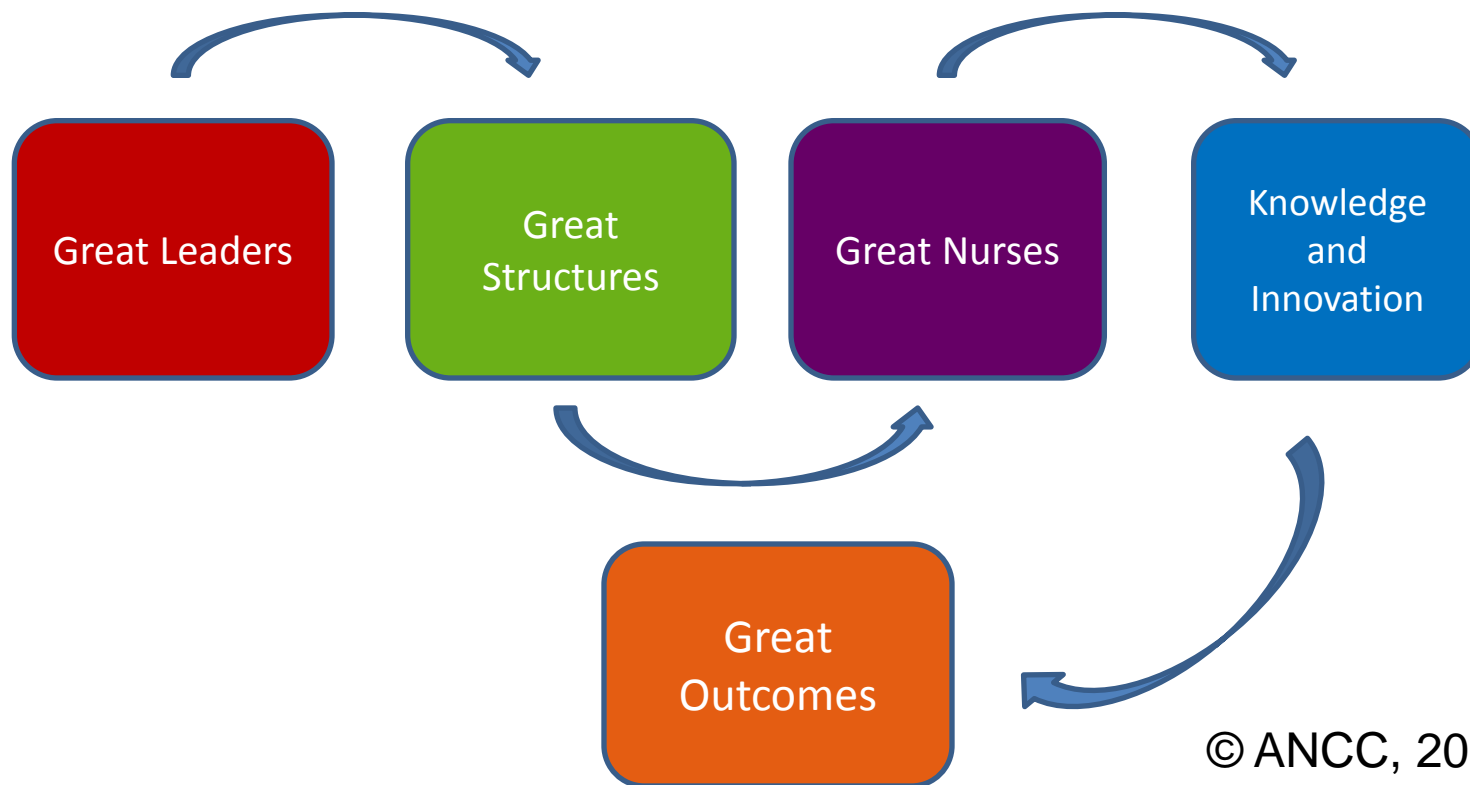 Great Leaders
Great
Structures
Great Nurses
Knowledge
and
Innovation
Great
Outcomes
© ANCC, 20